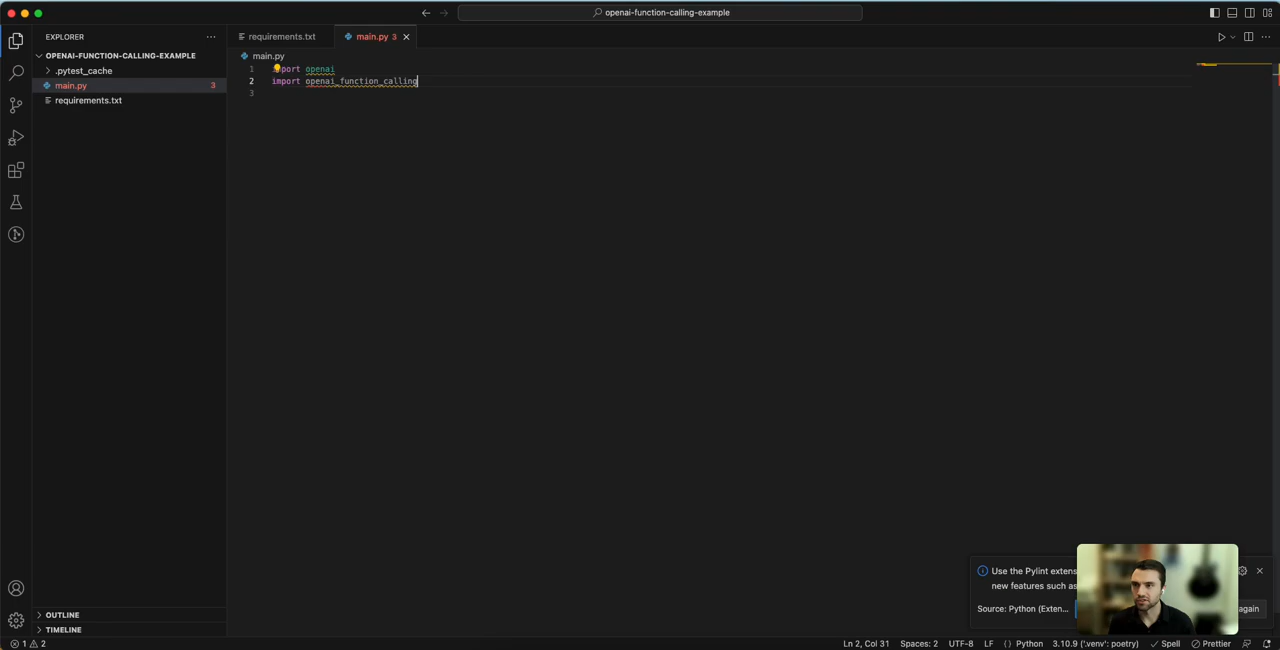 openai-function-calling-example
EXPLORER
requirements.txt
main.py 3
OPENAI-FUNCTION-CALLING-EXAMPLE
main.py
.pytest_cache
1 port openai
main.py 3
2 import openai_function_calling
requirements.txt
3
Use the Pylint extens
new features such as
Source: Python (Exten...
again
OUTLINE
TIMELINE
1 2
Ln 2, Col 31 Spaces: 2 UTF-8 LF Python 3.10.9 ('.venv': poetry) Spell Prettier